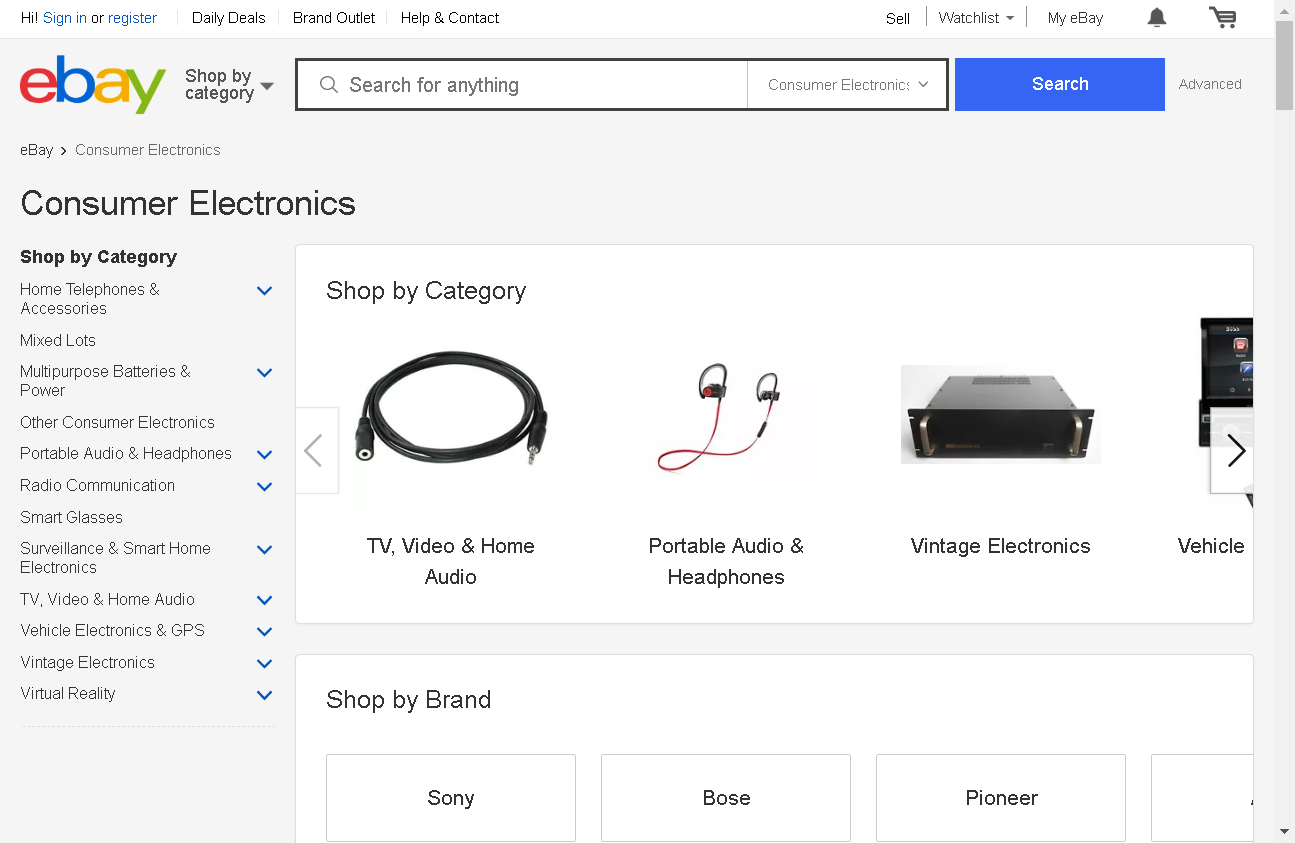 Hi! Sign in or register
Daily Deals
Brand Outlet
Help & Contact
Sell
Watchlist
My eBay
ebay
Shop by
category
Search for anything
Consumer Electronics
Search
Advanced
eBay
Consumer Electronics
Consumer Electronics
Shop by Category
Home Telephones &
Accessories
Mixed Lots
Multipurpose Batteries &
Power
Other Consumer Electronics
Portable Audio & Headphones
Radio Communication
Smart Glasses
Surveillance & Smart Home
Electronics
TV, Video & Home Audio
Vehicle Electronics & GPS
Vintage Electronics
Virtual Reality
Shop by Category
TV, Video & Home
Audio
Portable Audio &
Headphones
Vintage Electronics
Vehicle
Shop by Brand
Sony
Bose
Pioneer